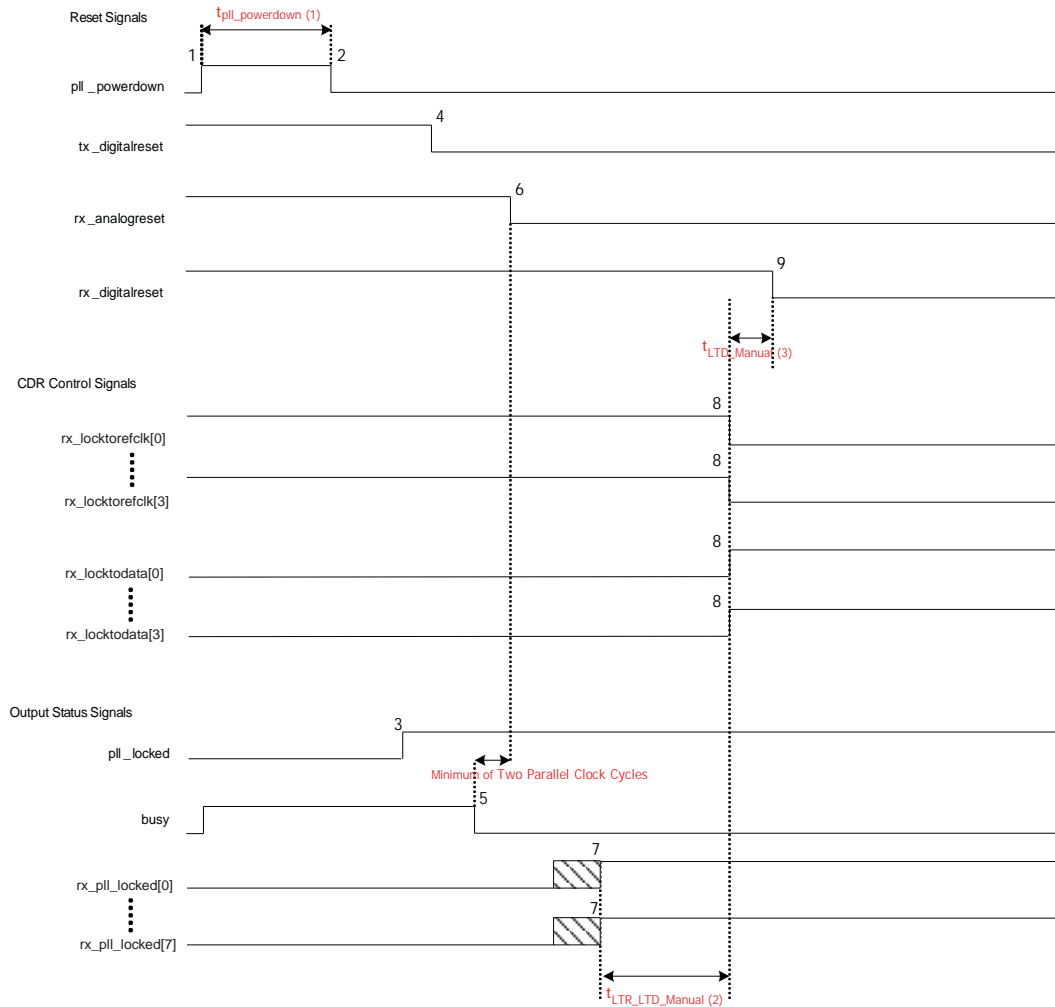 Reset Signals
tpll_powerdown (1)
1
2
pll _powerdown
4
tx _digitalreset
6
rx _analogreset
9
rx _digitalreset
tLTD_Manual (3)
CDR Control Signals
8
rx_locktorefclk[0]
8
rx_locktorefclk[3]
8
rx_locktodata[0]
8
rx_locktodata[3]
Output Status Signals
3
pll _locked
Minimum of Two Parallel Clock Cycles
5
busy
7
rx_pll_locked[0]
7
rx_pll_locked[7]
tLTR_LTD_Manual (2)